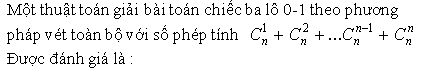 Một thuật toán giải bài toán chiếc ba lô 0-1 theo phương
pháp vét toàn bộ với số phép tính $C_n^1 + C_n^2 + ...C_n^{n-1} + C_n^n$
Được đánh giá là :